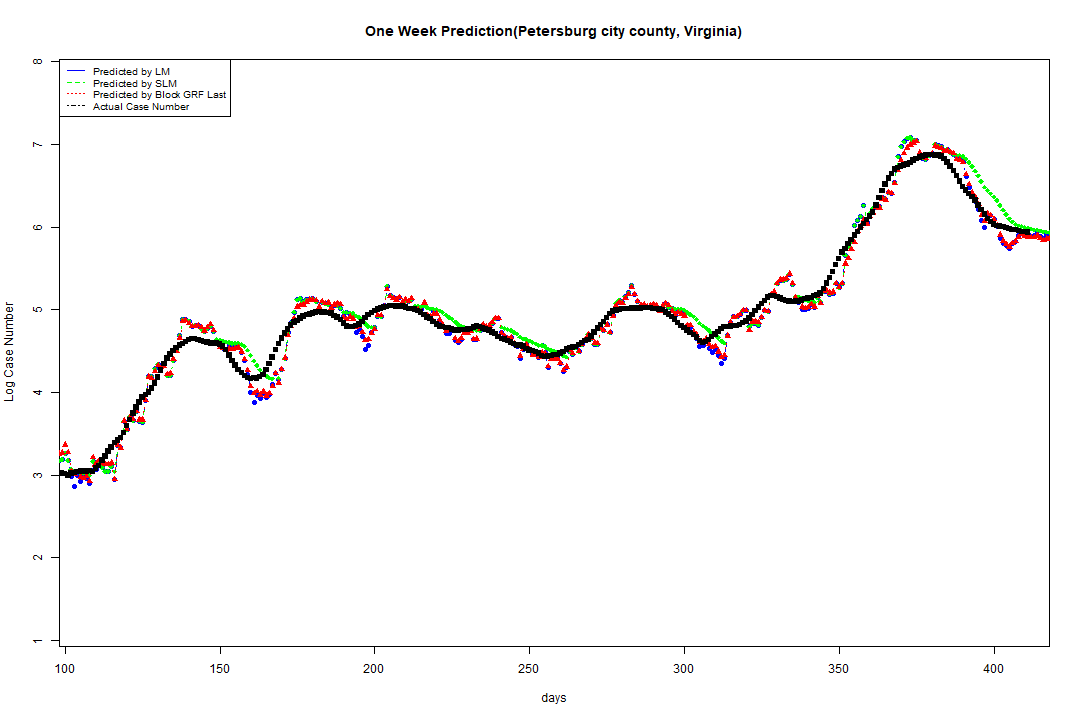 One Week Prediction(Petersburg city county, Virginia)
Predicted by LM
Predicted by SLM
Predicted by Block GRF Last
Actual Case Number
Log Case Number
8
7
6
5
4
3
2
1
100 150 200 250 300 350 400
days